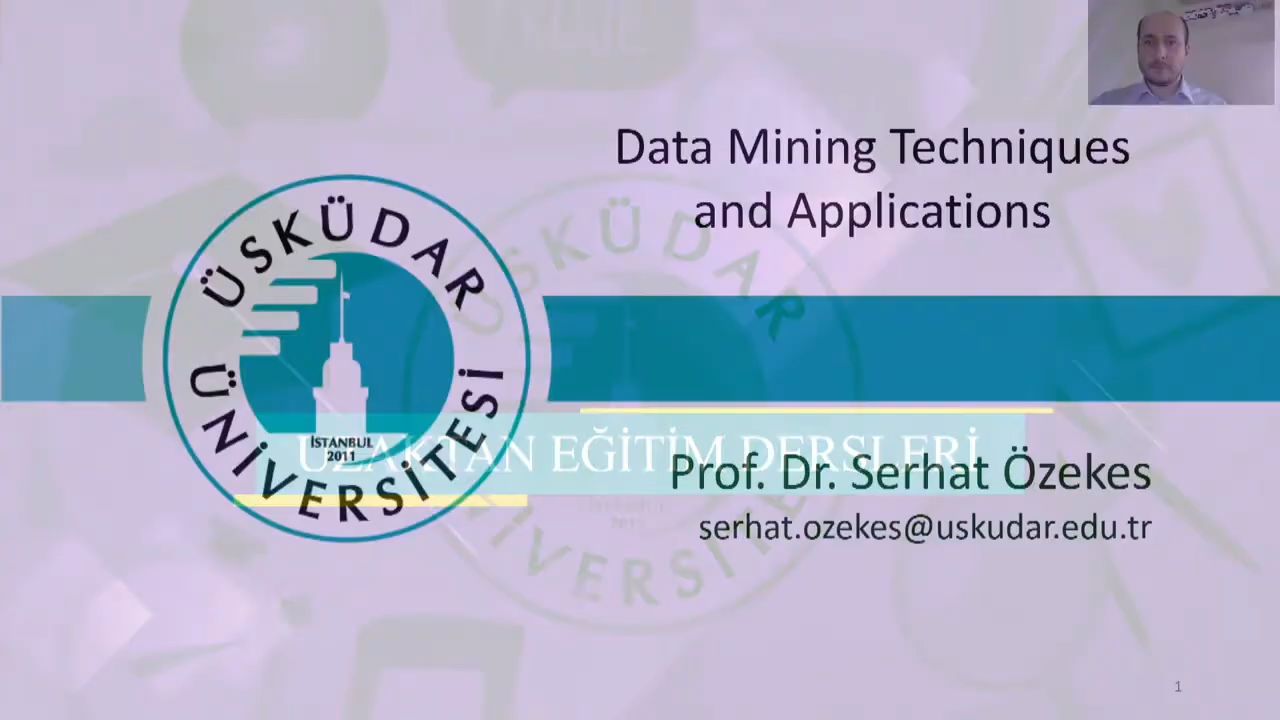 Data Mining Techniques
and Applications
ÜSKÜDAR
ÜNİVERSİTESİ
İSTANBUL
2011
ÜSKÜDAR
UZAKTAN EĞİTİM DERSLERİ
Prof. Dr. Serhat Özekes
serhat.ozekes@uskudar.edu.tr
1